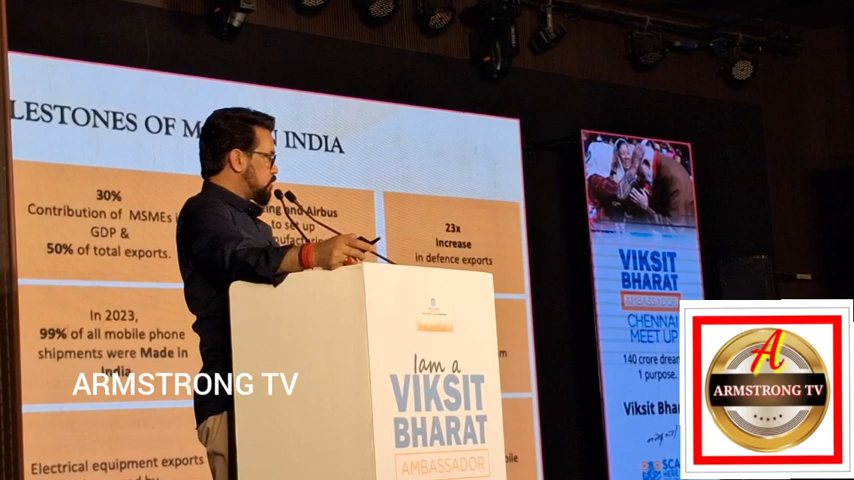 LESTONES OF M
INDIA
30%
Contribution of MSMEs
GDP &
50% of total exports.
and Airbus
to set up
23x
Increase
in defence exports
In 2023,
99% of all mobile phone
shipments were Made in
India
Electrical equipment exports
I am a
VIKSIT
BHARAT
AMBASSADOR
VIKSIT
BHARAT
AMBASSADOR
CHENNAI
MEET UP
140 crore
1 purpose.
Viksit
ARMSTRONG TV
A
ARMSTRONG TV